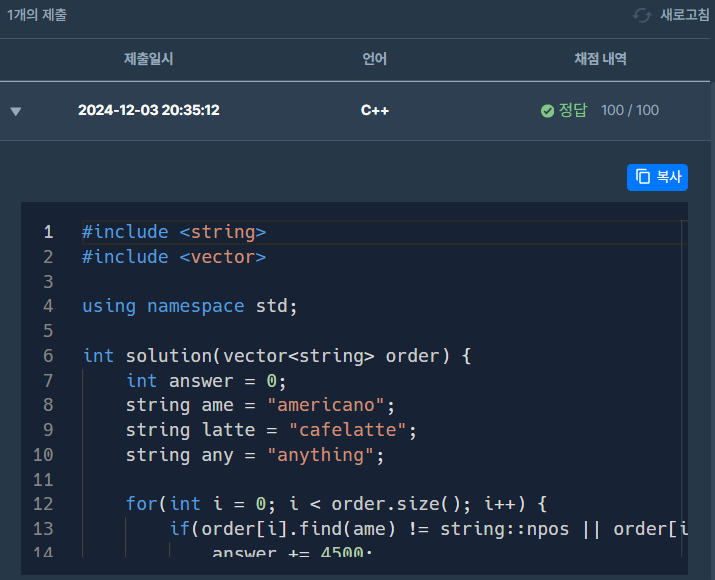 1개의 제출 새로고침
제출일시 언어 채점 내역
2024-12-03 20:35:12 C++ 정답 100 / 100
복사
1 #include <string>
2 #include <vector>
3
4 using namespace std;
5
6 int solution(vector<string> order) {
7     int answer = 0;
8     string ame = "americano";
9     string latte = "cafelatte";
10     string any = "anything";
11
12     for(int i = 0; i < order.size(); i++) {
13         if(order[i].find(ame) != string::npos || order[i
14             answer += 4500;